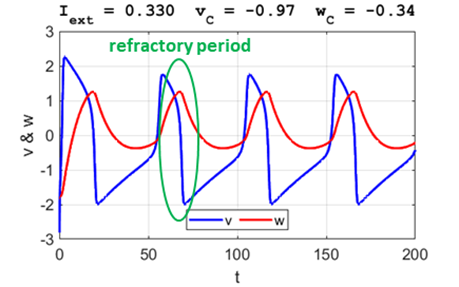 I_ext = 0.330 v_C = -0.97 w_C = -0.34
refractory period
3
2
1
0
-1
-2
-3
v & w
v w
0 50 100 150 200
t